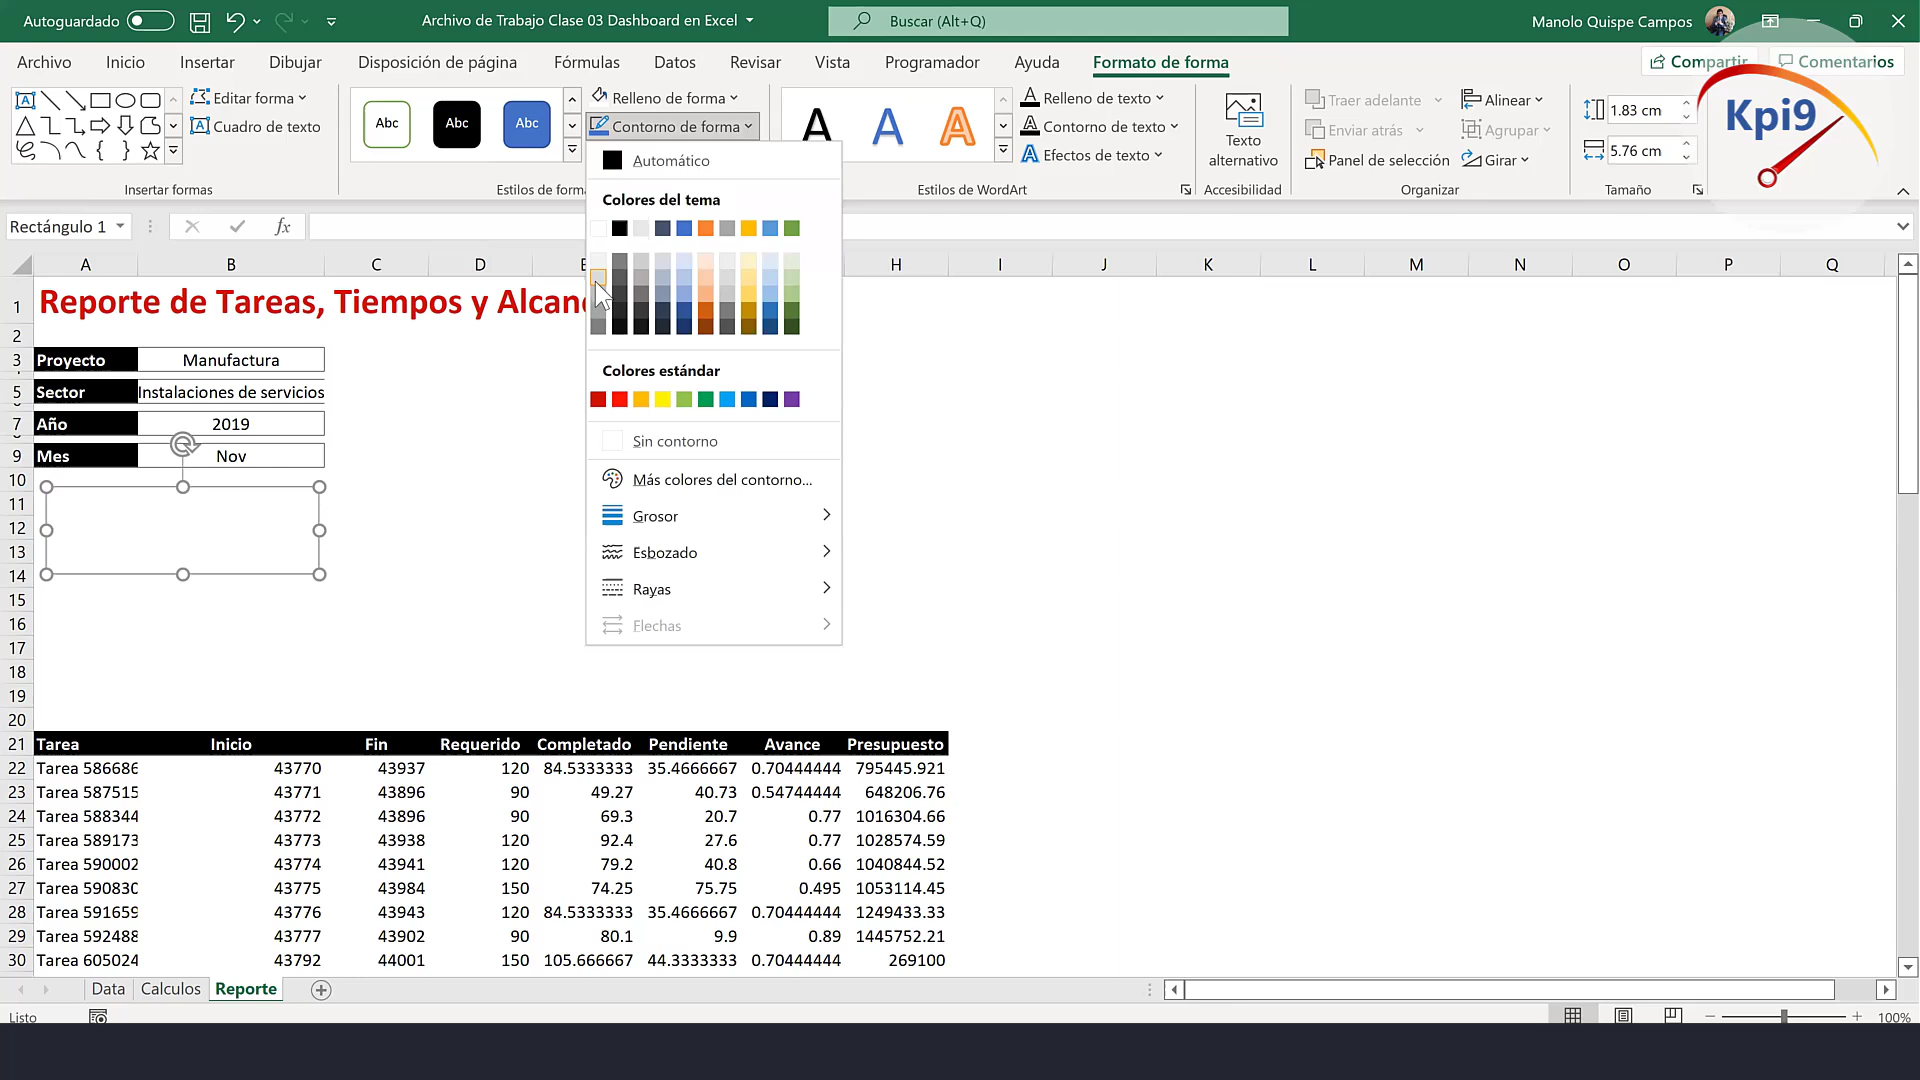 Autoguardado
Archivo de Trabajo Clase 03 Dashboard en Excel
Buscar (Alt+Q)
Manolo Quispe Campos
Archivo Inicio Insertar Dibujar Disposición de página Fórmulas Datos Revisar Vista Programador Ayuda Formato de forma
Compartir Comentarios
Kpi9
Editar forma
Cuadro de texto
Insertar formas
Abc Abc Abc
Relleno de forma
Contorno de forma
Estilos de forma
A A A
Relleno de texto
Contorno de texto
Efectos de texto
Estilos de WordArt
Texto
alternativo
Accesibilidad
Traer adelante
Enviar atrás
Panel de selección
Alinear
Agrupar
Girar
Organizar
1.83 cm
5.76 cm
Tamaño
Rectángulo 1
fx
Automático
Colores del tema
Colores estándar
Sin contorno
Más colores del contorno...
Grosor
Esbozado
Rayas
Flechas
A B C D E H I J K L M N O P Q
1 Reporte de Tareas, Tiempos y Alcan
2
3 Proyecto Manufactura
5 Sector Instalaciones de servicios
7 Año 2019
9 Mes Nov
10
11
12
13
14
15
16
17
18
19
20
21 Tarea Inicio Fin Requerido Completado Pendiente Avance Presupuesto
22 Tarea 586686 43770 43937 120 84.5333333 35.4666667 0.70444444 795445.921
23 Tarea 587515 43771 43896 90 49.27 40.73 0.54744444 648206.76
24 Tarea 588344 43772 43896 90 69.3 20.7 0.77 1016304.66
25 Tarea 589173 43773 43938 120 92.4 27.6 0.77 1028574.59
26 Tarea 590002 43774 43941 120 79.2 40.8 0.66 1040844.52
27 Tarea 590830 43775 43984 150 74.25 75.75 0.495 1053114.45
28 Tarea 591659 43776 43943 120 84.5333333 35.4666667 0.70444444 1249433.33
29 Tarea 592488 43777 43902 90 80.1 9.9 0.89 1445752.21
30 Tarea 605024 43792 44001 150 105.666667 44.3333333 0.70444444 269100
Data Calculos Reporte
Listo
100%